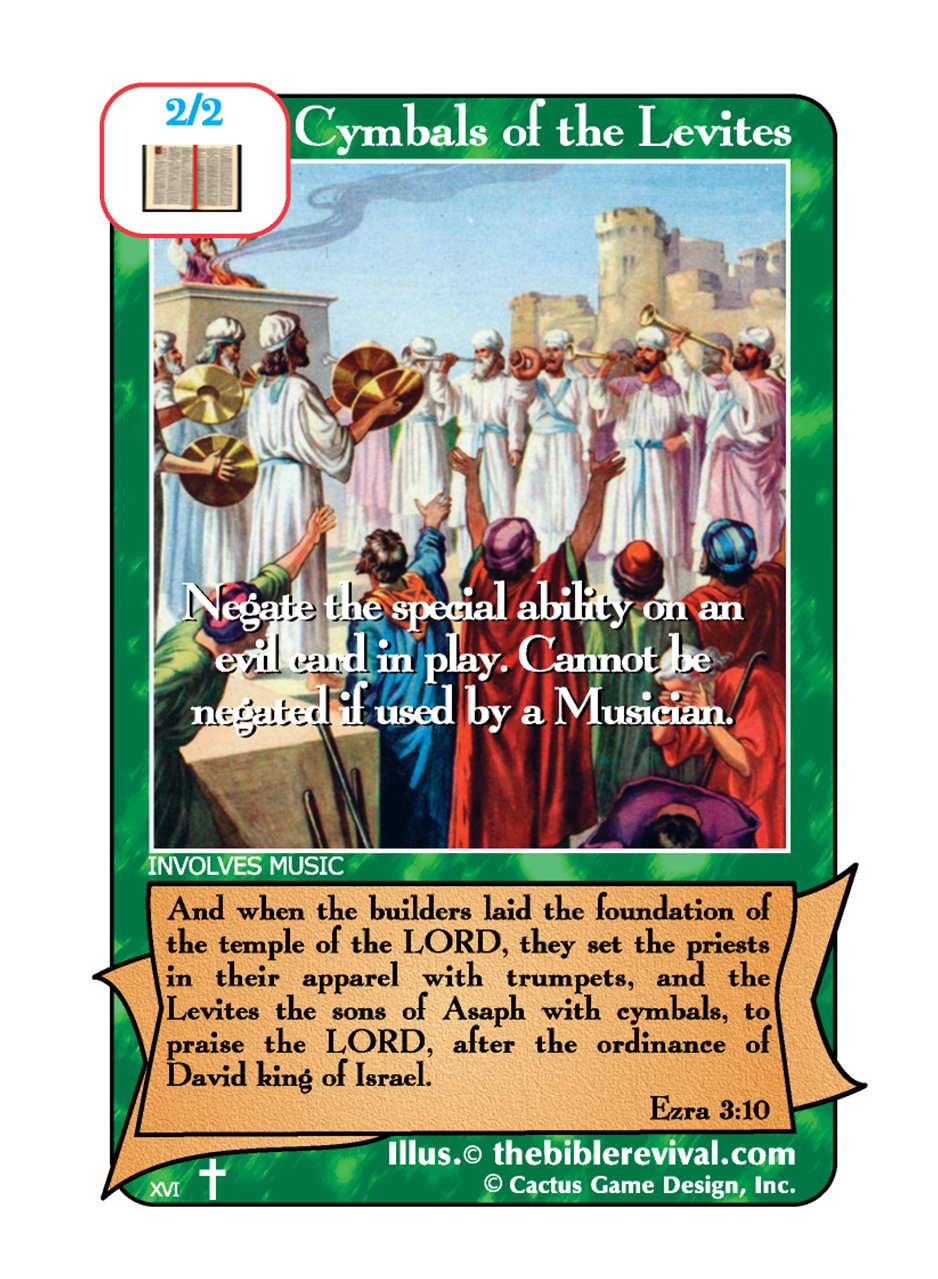 2/2
Cymbals of the Levites
Negate the special ability on an
evil card in play. Cannot be
negated if used by a Musician.
INVOLVES MUSIC
And when the builders laid the foundation of
the temple of the LORD, they set the priests
in their apparel with trumpets, and the
Levites the sons of Asaph with cymbals, to
praise the LORD, after the ordinance of
David king of Israel.
Ezra 3:10
Illus.© thebiblerevival.com
XVI
© Cactus Game Design, Inc.